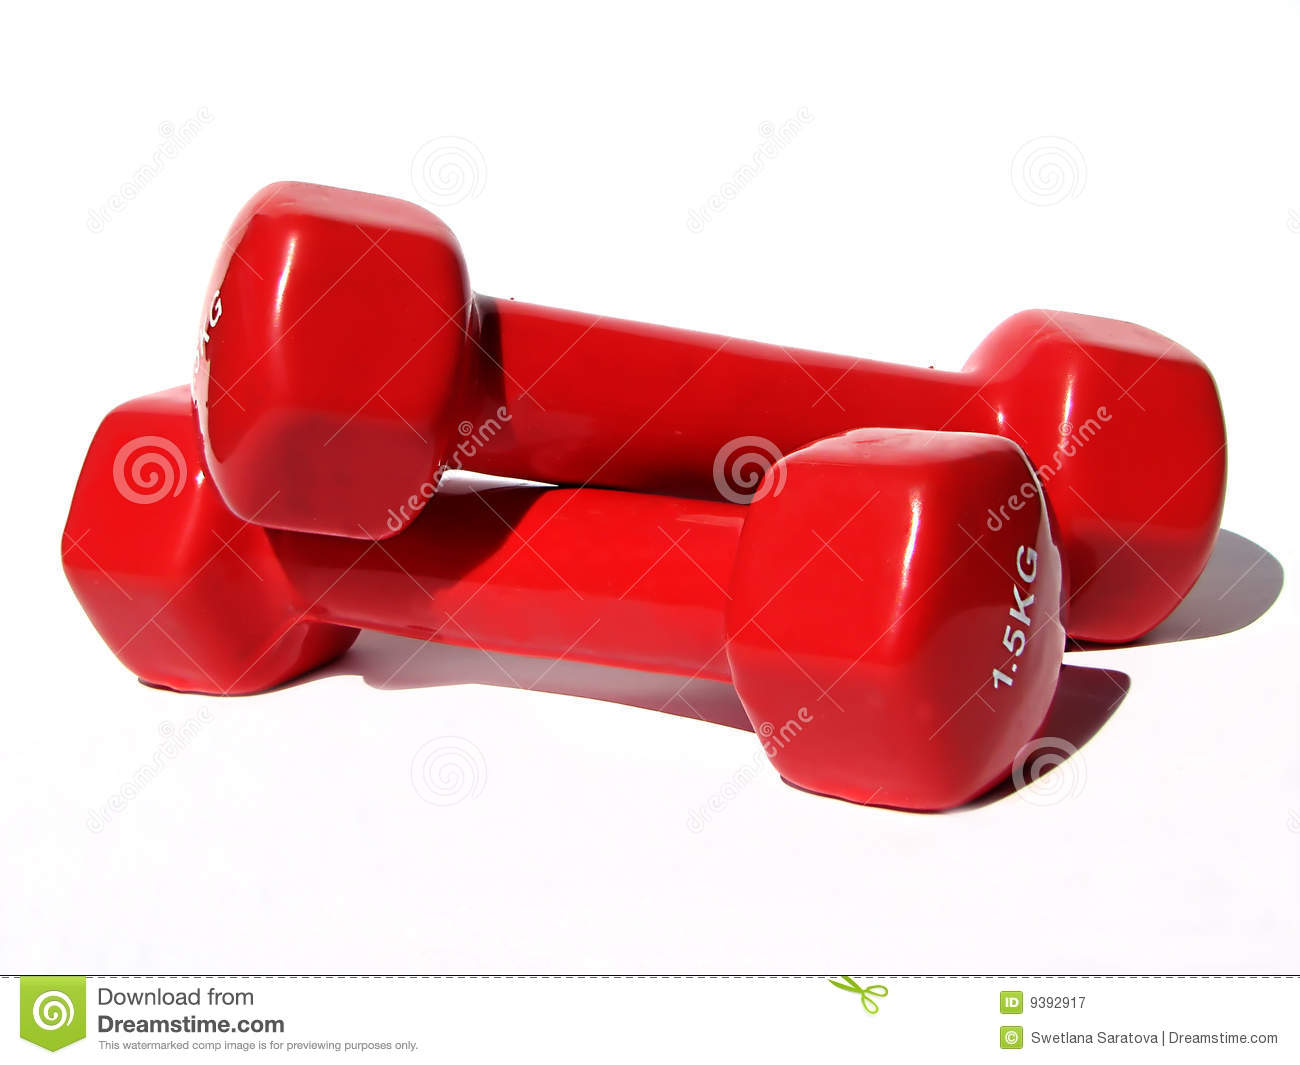 1.5KG
dreamstime
Download from
Dreamstime.com
This watermarked comp image is for previewing purposes only.
ID 9392917
© Swetlana Saratova | Dreamstime.com